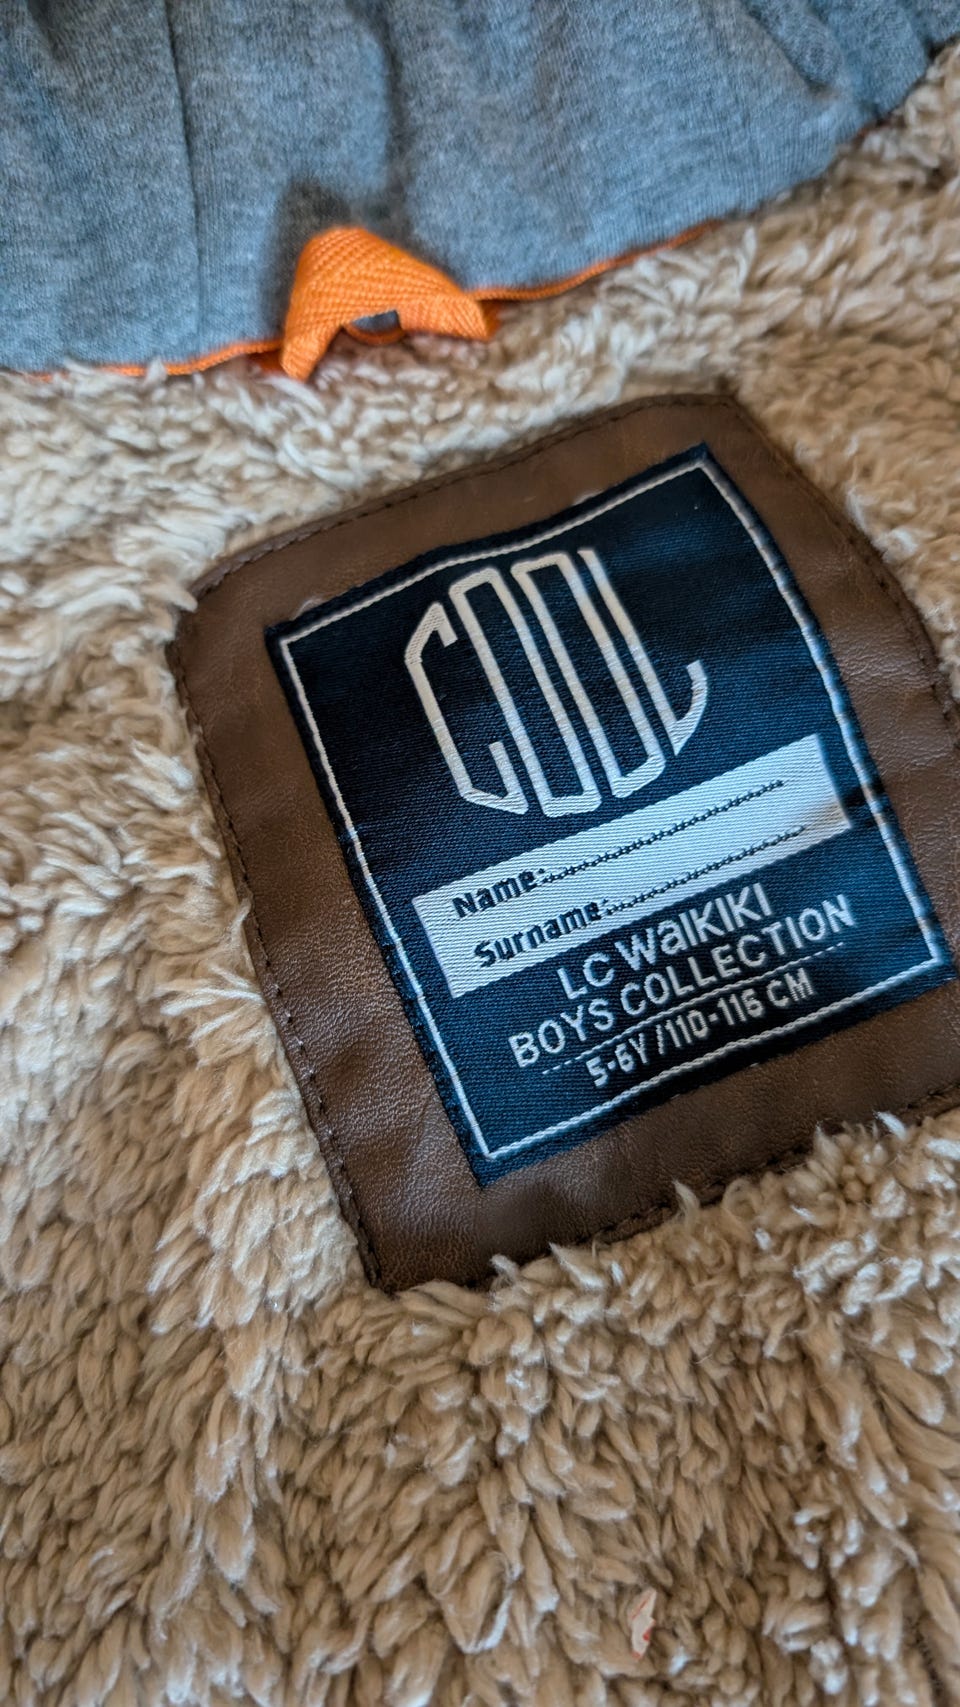 COOL
Name:....................
Surname:....................
LC WAIKIKI
BOYS COLLECTION
5-6Y/110-116 CM